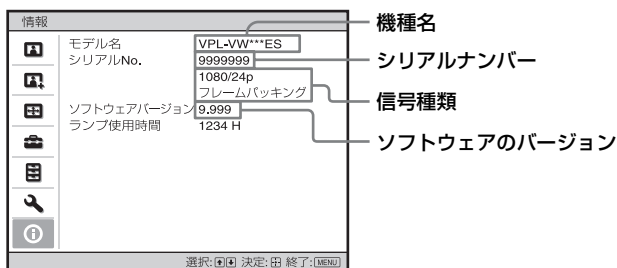 情報
モデル名 VPL-VW***ES
シリアルNo. 9999999
1080/24p
フレームパッキング
ソフトウェアバージョン 9.999
ランプ使用時間 1234 H
選択: 決定: 終了: MENU
機種名
シリアルナンバー
信号種類
ソフトウェアのバージョン